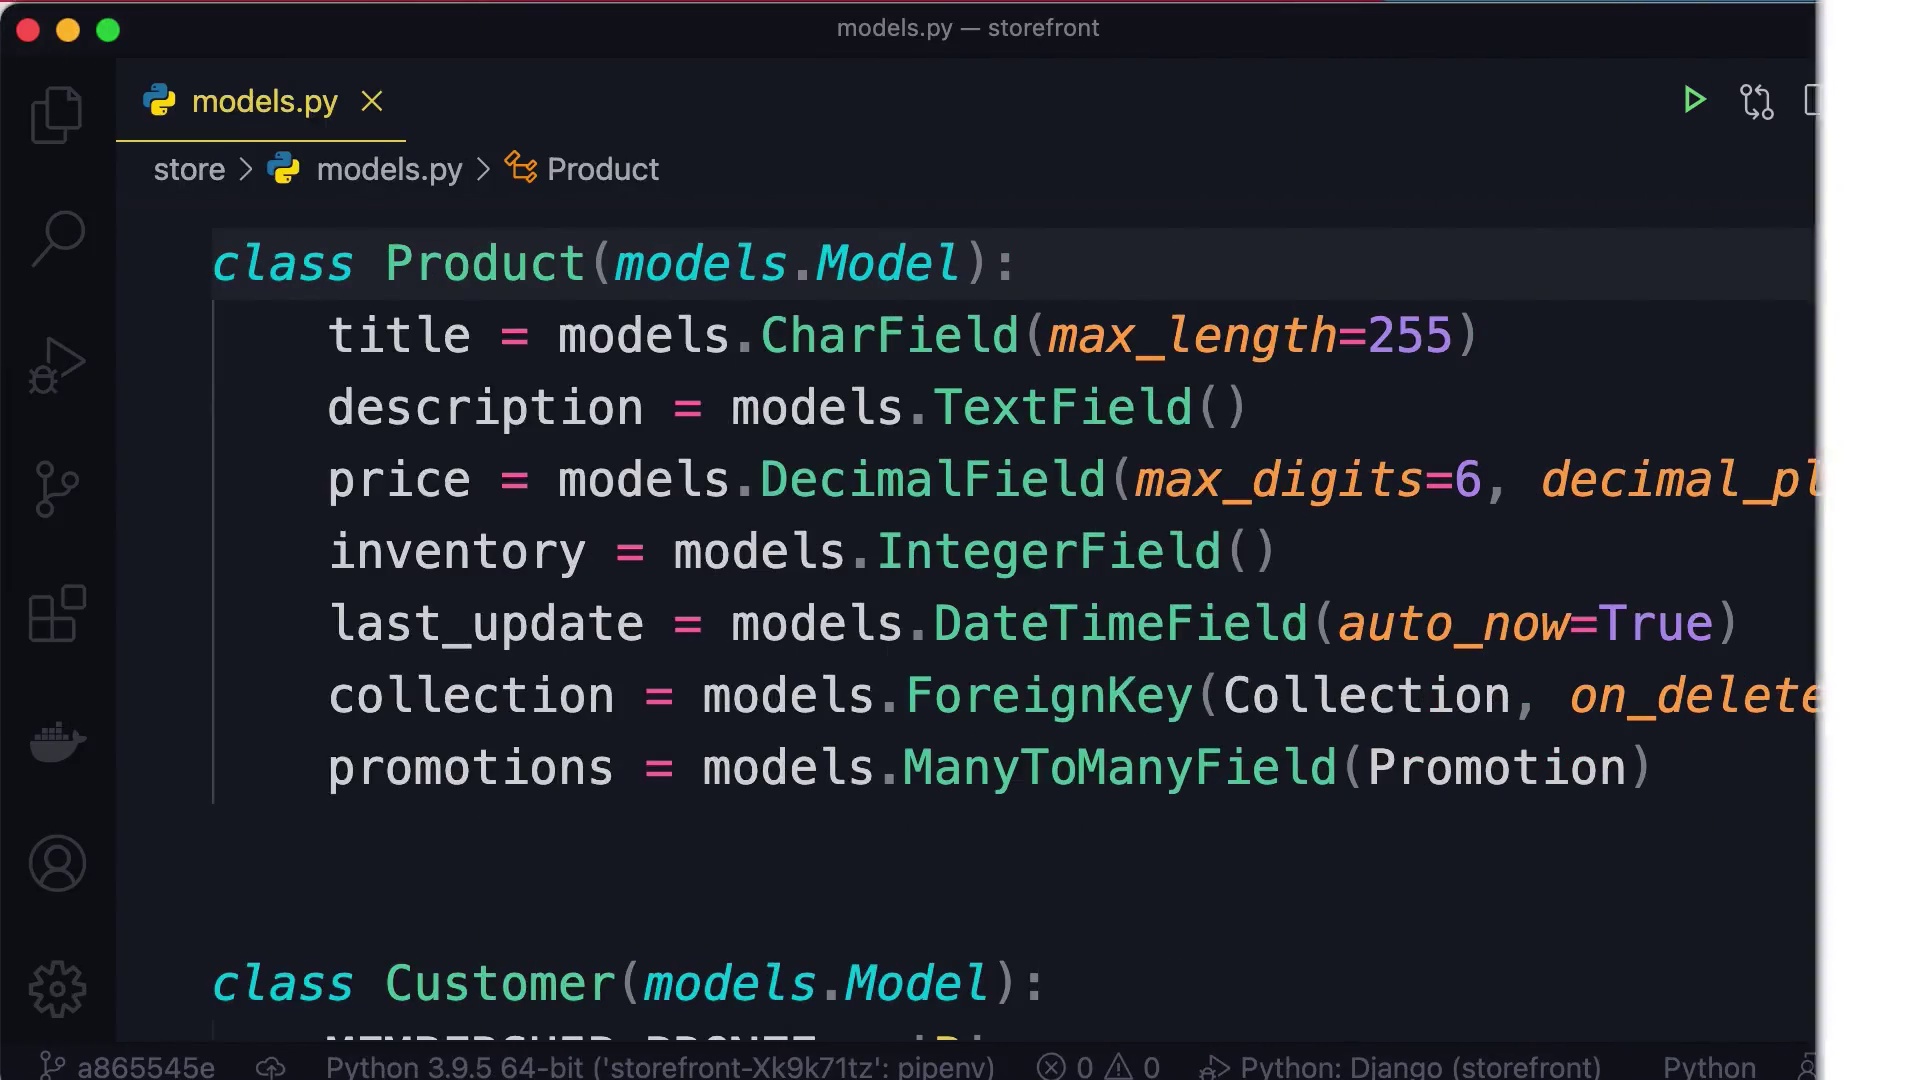 models.py — storefront
models.py
store > models.py > Product
class Product(models.Model):
title = models.CharField(max_length=255)
description = models.TextField()
price = models.DecimalField(max_digits=6, decimal_pl
inventory = models.IntegerField()
last_update = models.DateTimeField(auto_now=True)
collection = models.ForeignKey(Collection, on_delete
promotions = models.ManyToManyField(Promotion)
class Customer(models.Model):
a865545e Python 3.9.5 64-bit ('storefront-Xk9k71tz': pipenv) 0 0 Python: Django (storefront) Python